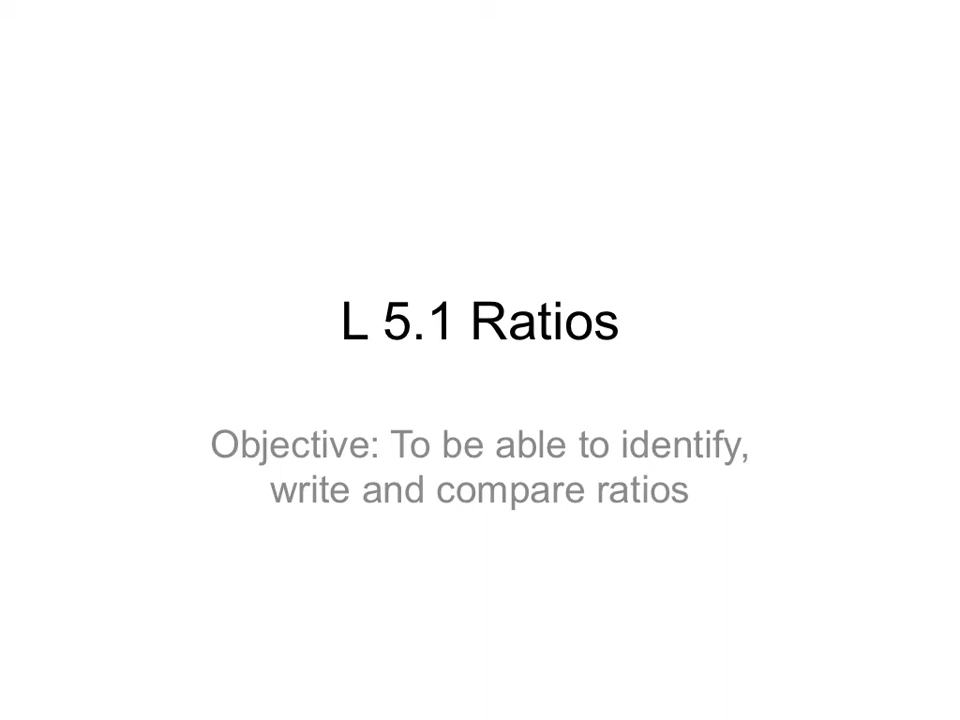 L 5.1 Ratios
Objective: To be able to identify,
write and compare ratios